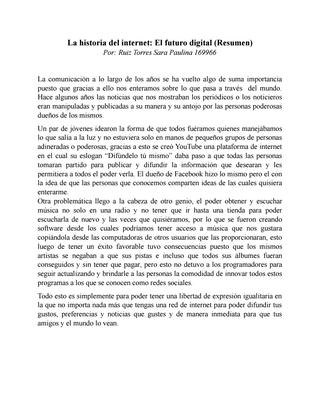 La historia del internet: El futuro digital (Resumen)
Por: Ruiz Torres Sara Paulina 169966
La comunicación a lo largo de los años se ha vuelto algo de suma importancia
puesto que gracias a ello nos enteramos sobre lo que pasa a través del mundo.
Hace algunos años las noticias que nos mostraban los periódicos o los noticieros
eran manipuladas y publicadas a su manera y su antojo por las personas poderosas
dueños de los mismos.
Un par de jóvenes idearon la forma de que todos fuéramos quienes manejábamos
lo que salía a la luz y no estuviera solo en manos de pequeños grupos de personas
adineradas o poderosas, gracias a esto se creó YouTube una plataforma de internet
en el cual su eslogan “Difúndelo tú mismo” daba paso a que todas las personas
tomaran partido para publicar y difundir la información que desearan y les
permitiera a todos el poder verla. El dueño de Facebook hizo lo mismo pero el con
la idea de que las personas que conocemos comparten ideas de las cuales quisiera
enterarme.
Otra problemática llego a la cabeza de otro genio, el poder obtener y escuchar
música no solo en una radio y no tener que ir hasta una tienda para poder
escucharla de nuevo y las veces que quisiéramos, por lo que se fueron creando
software desde los cuales podríamos tener acceso a música que nos gustara
copiándola desde las computadoras de otros usuarios que las proporcionaran, esto
luego de tener un éxito favorable tuvo consecuencias puesto que los mismos
artistas se negaban a que sus pistas e incluso que todos sus álbumes fueran
conseguidos y sin tener que pagar, pero esto no detuvo a los programadores para
seguir actualizando y brindarle a las personas la comodidad de innovar todos estos
programas a los que se conocen como redes sociales.
Todo esto es simplemente para poder tener una libertad de expresión igualitaria en
la que no importa nada más que tengas una red de internet para poder difundir tus
gustos, preferencias y noticias que gustes y de manera inmediata para que tus
amigos y el mundo lo vean.